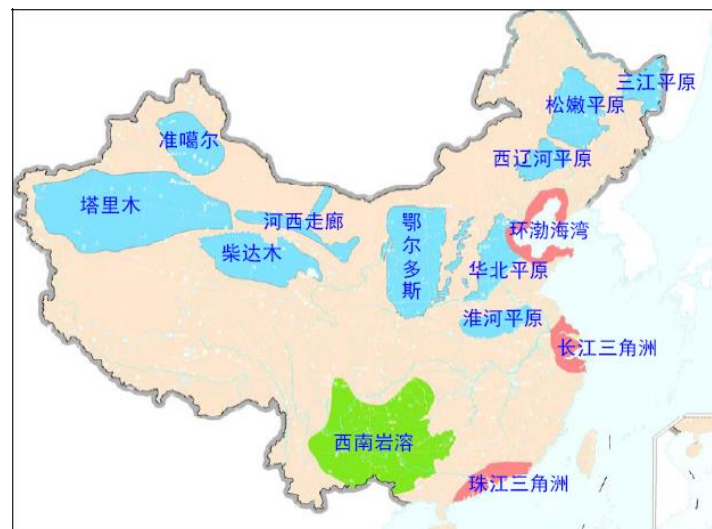 三江平原
松嫩平原
准噶尔
西辽河平原
塔里木
河西走廊
鄂尔多斯
环渤海湾
柴达木
华北平原
淮河平原
长江三角洲
西南岩溶
珠江三角洲